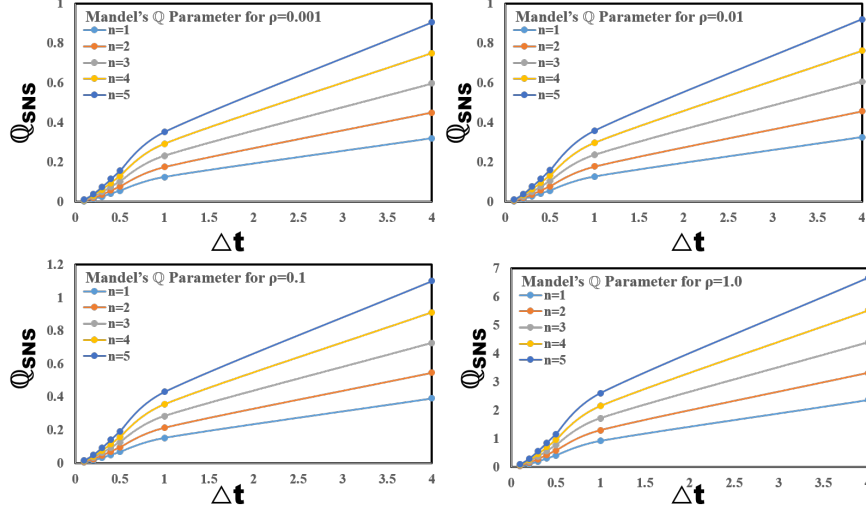 Mandel's ℚ Parameter for ρ=0.001
n=1
n=2
n=3
n=4
n=5
1
0.8
0.6
0.4
0.2
0
ℚSNS
0 0.5 1 1.5 2 2.5 3 3.5 4
△t
Mandel's ℚ Parameter for ρ=0.01
n=1
n=2
n=3
n=4
n=5
1
0.8
0.6
0.4
0.2
0
ℚSNS
0 0.5 1 1.5 2 2.5 3 3.5 4
△t
Mandel's ℚ Parameter for ρ=0.1
n=1
n=2
n=3
n=4
n=5
1.2
1
0.8
0.6
0.4
0.2
0
ℚSNS
0 0.5 1 1.5 2 2.5 3 3.5 4
△t
Mandel's ℚ Parameter for ρ=1.0
n=1
n=2
n=3
n=4
n=5
7
6
5
4
3
2
1
0
ℚSNS
0 0.5 1 1.5 2 2.5 3 3.5 4
△t